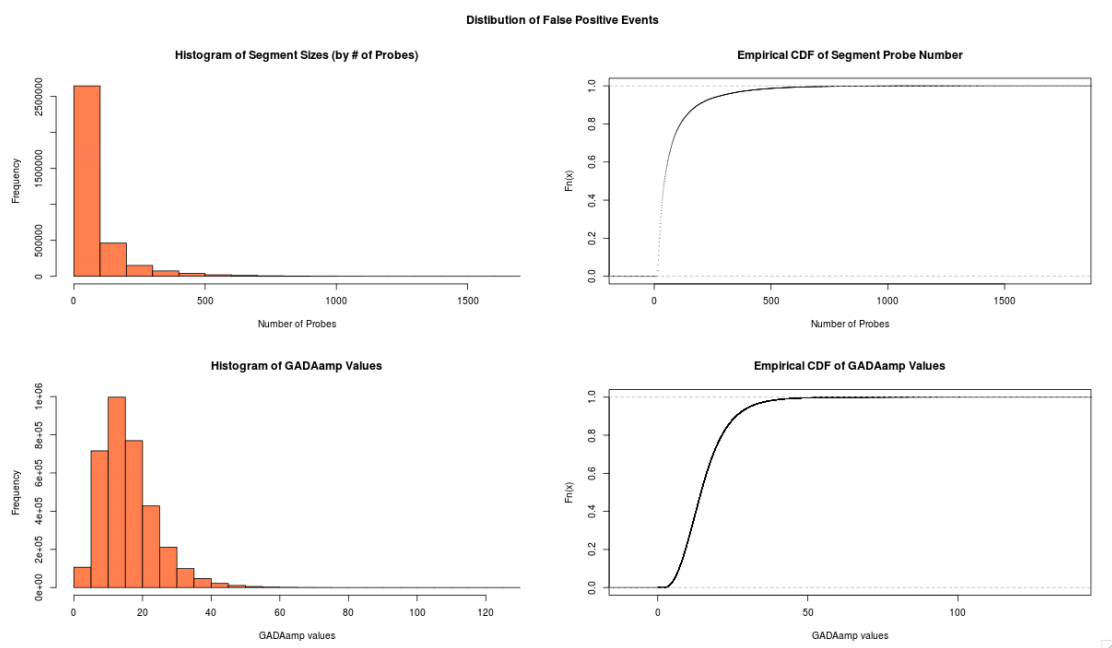 Distibution of False Positive Events
Histogram of Segment Sizes (by # of Probes)
Frequency
2500000
1500000
500000
0
0 500 1000 1500
Number of Probes
Empirical CDF of Segment Probe Number
Fn(x)
1.0
0.8
0.6
0.4
0.2
0.0
0 500 1000 1500
Number of Probes
Histogram of GADAamp Values
Frequency
1e+06
8e+05
6e+05
4e+05
2e+05
0e+00
0 20 40 60 80 100 120
GADAamp values
Empirical CDF of GADAamp Values
Fn(x)
1.0
0.8
0.6
0.4
0.2
0.0
0 50 100
GADAamp values